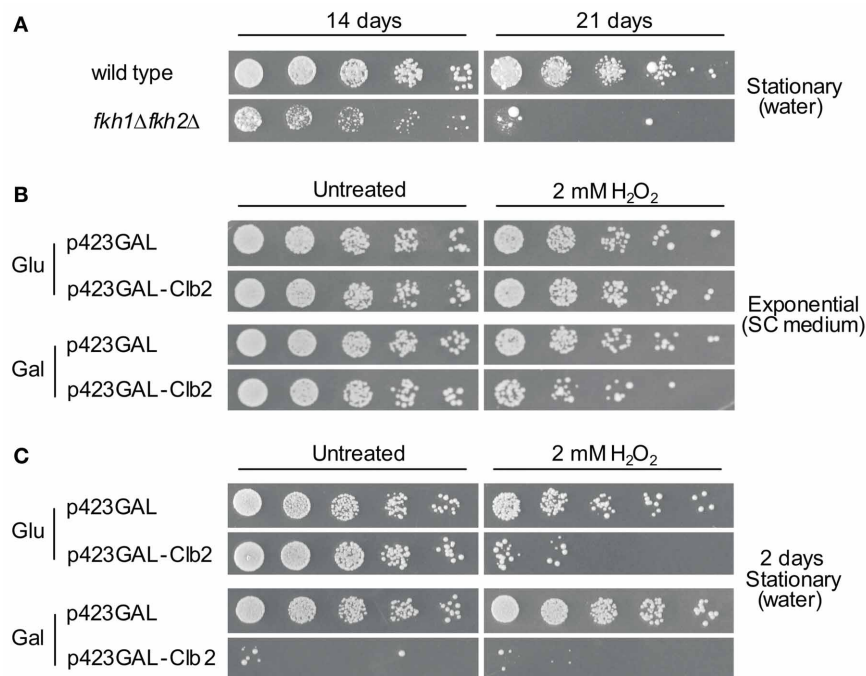 A
14 days
21 days
wild type
fkh1Δfkh2Δ
Stationary
(water)
B
Untreated
2 mM H₂O₂
Glu
p423GAL
p423GAL-Clb2
Gal
p423GAL
p423GAL-Clb2
Exponential
(SC medium)
C
Untreated
2 mM H₂O₂
Glu
p423GAL
p423GAL-Clb2
Gal
p423GAL
p423GAL-Clb2
2 days
Stationary
(water)